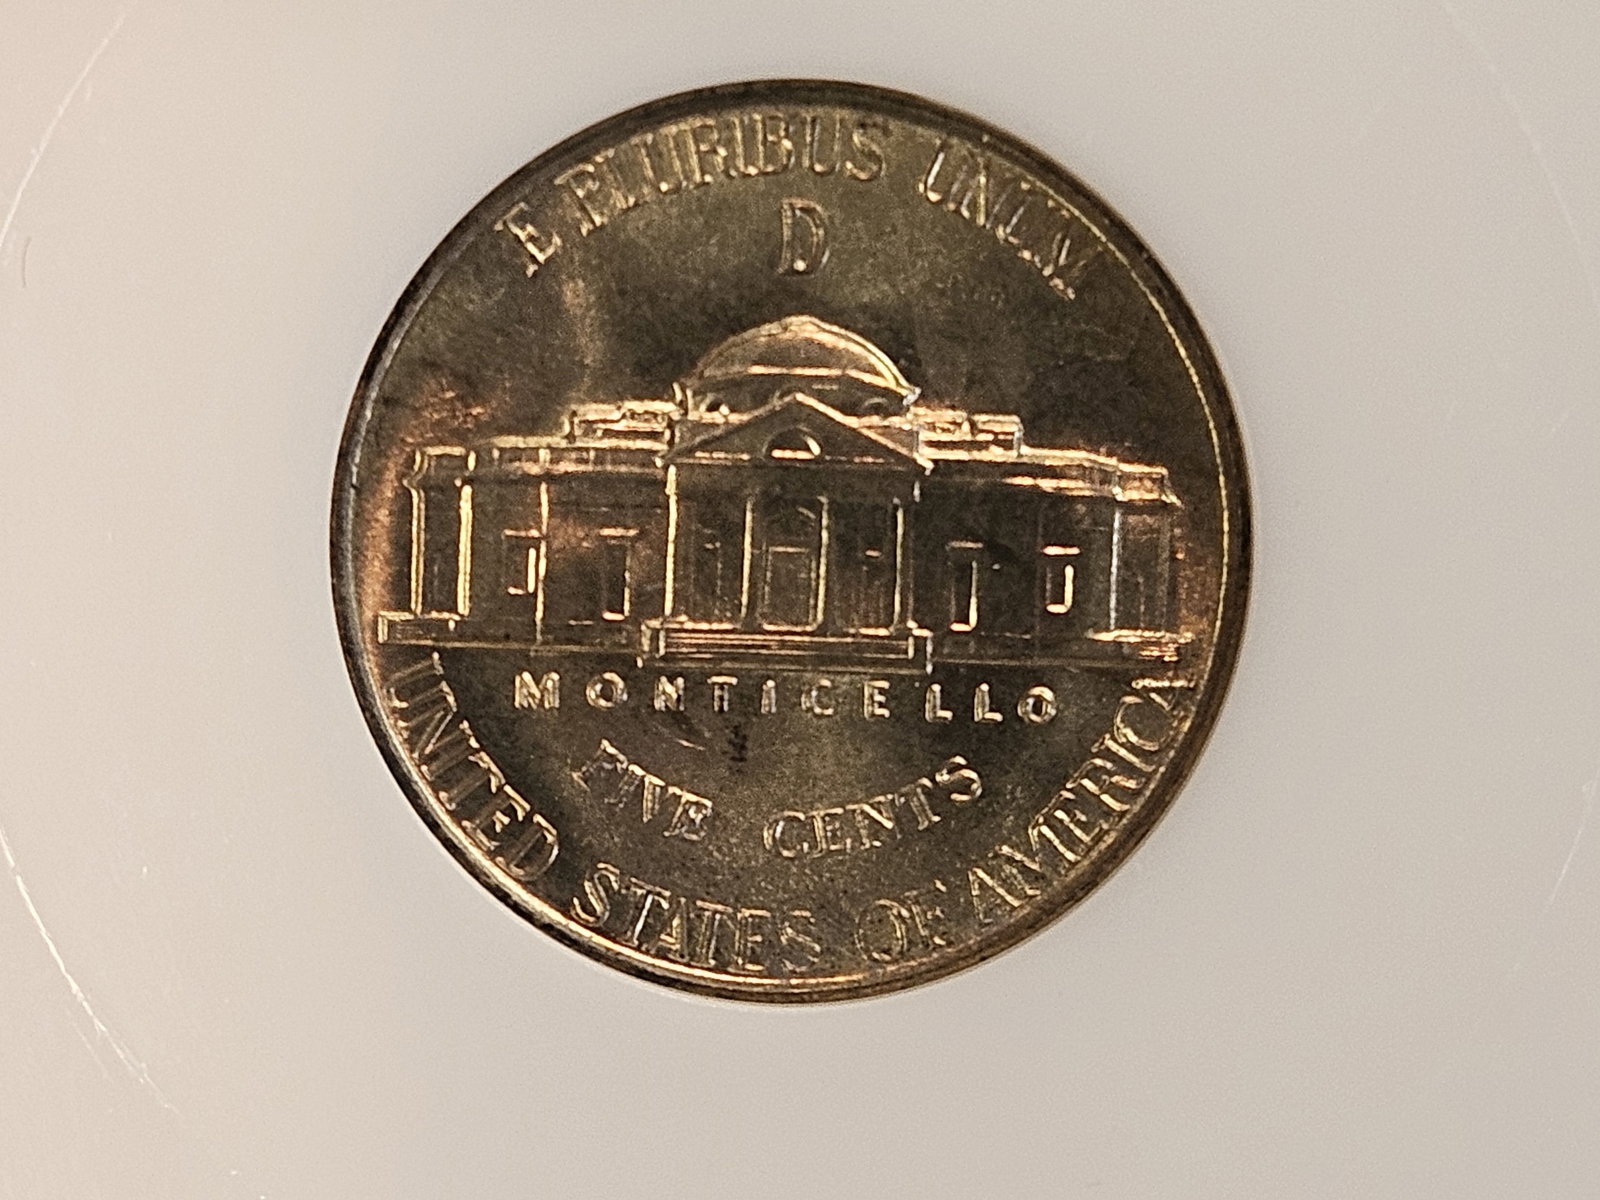 E PLURIBUS UNUM
D
MONTICELLO
FIVE CENTS
UNITED STATES OF AMERICA